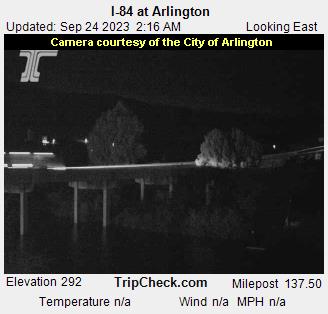 I-84 at Arlington
Updated: Sep 24 2023 2:16 AM Looking East
Camera courtesy of the City of Arlington
Elevation 292 TripCheck.com Milepost 137.50
Temperature n/a Wind n/a MPH n/a